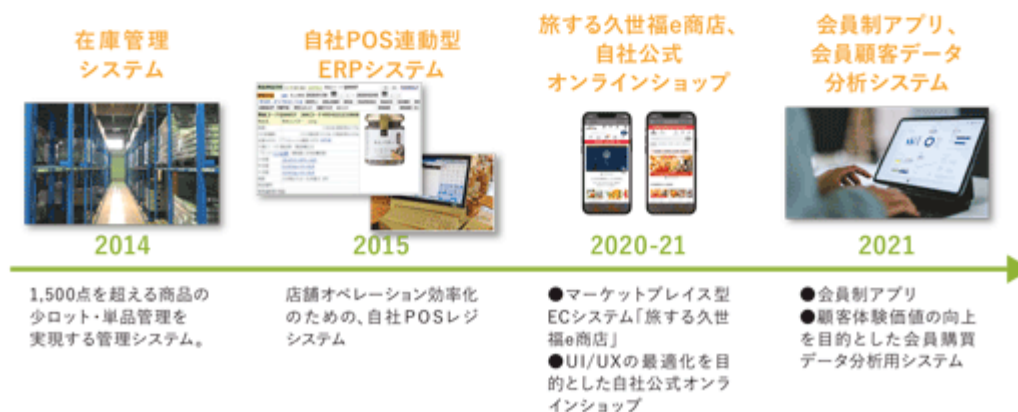 在庫管理
システム
自社POS連動型
ERPシステム
旅する久世福e商店、
自社公式
オンラインショップ
会員制アプリ、
会員顧客データ
分析システム
2014
2015
2020-21
2021
1,500点を超える商品の
少ロット・単品管理を
実現する管理システム。
店舗オペレーション効率化
のための、自社POSレジ
システム
●マーケットプレイス型
ECシステム「旅する久世
福e商店」
●UI/UXの最適化を目
的とした自社公式オンラ
インショップ
●会員制アプリ
●顧客体験価値の向上
を目的とした会員購買
データ分析用システム